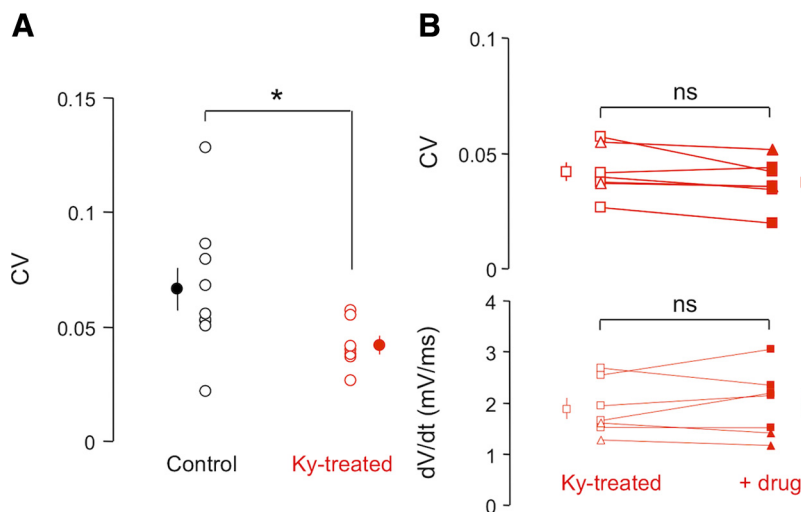 A
CV
0.15
0.1
0.05
0
*
Control
Ky-treated
B
CV
0.1
0.05
0
ns
dV/dt (mV/ms)
4
3
2
1
0
ns
Ky-treated
+ drug